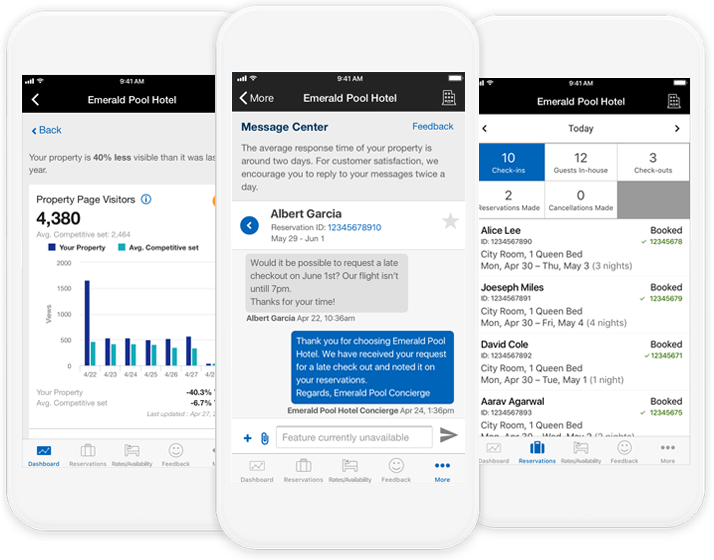 9:41 AM
Emerald Pool Hotel
Back
Your property is 40% less visible than it was las
year.
Property Page Visitors
4,380
Avg. Competitive set: 2,464
Your Property Avg. Competitive set
Views
2000
1500
1000
500
0
4/22 4/23 4/24 4/25 4/26 4/27 4/2
Your Property -40.3%
Avg. Competitive set -6.7%
Last updated : Apr 27, 2
Dashboard Reservations Rates/Availability Feedback M
9:41 AM
More Emerald Pool Hotel
Message Center Feedback
The average response time of your property is
around two days. For customer satisfaction, we
encourage you to reply to your messages twice a
day.
Albert Garcia
Reservation ID: 12345678910
May 29 - Jun 1
Would it be possible to request a late
checkout on June 1st? Our flight isn't
untill 7pm.
Thanks for your time!
Albert Garcia Apr 22, 10:36am
Thank you for choosing Emerald Pool
Hotel. We have received your request
for a late check out and noted it on
your reservations.
Regards, Emerald Pool Concierge
Emerald Pool Hotel Concierge Apr 24, 1:36pm
Feature currently unavailable
Dashboard Reservations Rates/Availability Feedback More
9:41 AM
Emerald Pool Hotel
Today
10
Check-ins
12
Guests In-house
3
Check-outs
2
Reservations Made
0
Cancellations Made
Alice Lee Booked
ID: 1234567890 12345678
City Room, 1 Queen Bed
Mon, Apr 30 – Thu, May 3 (3 nights)
Joeseph Miles Booked
ID: 1234567891 12345679
City Room, 1 Queen Bed
Mon, Apr 30 – Fri, May 4 (4 nights)
David Cole Booked
ID: 1234567892 12345671
City Room, 1 Queen Bed
Mon, Apr 30 – Tue, May 1 (1 night)
Aarav Agarwal Booked
ID: 1234567893 12345675
City Room, 1 Queen Bed
Dashboard Reservations Rates/Availability Feedback More